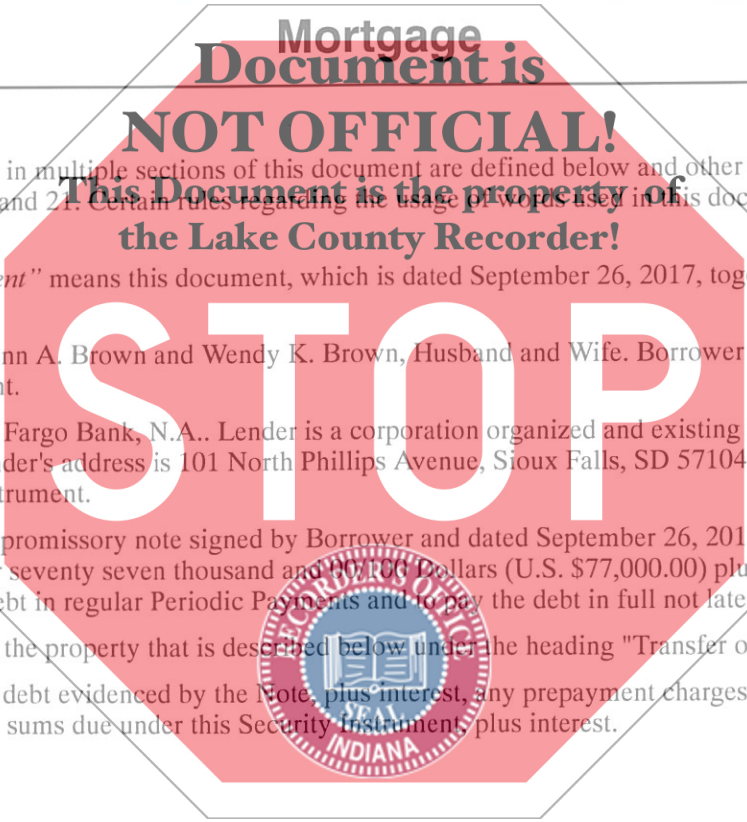 Mortgage
Document is
NOT OFFICIAL!
in multiple sections of this document are defined below and other
This Document is the property of
and 21. Certain rules regarding the usage of words used in this doc
the Lake County Recorder!
ent" means this document, which is dated September 26, 2017, tog
STOP
nn A. Brown and Wendy K. Brown, Husband and Wife. Borrower
nt.
Fargo Bank, N.A.. Lender is a corporation organized and existing
der's address is 101 North Phillips Avenue, Sioux Falls, SD 57104
trument.
promissory note signed by Borrower and dated September 26, 201
seventy seven thousand and 00/100 Dollars (U.S. $77,000.00) plu
ebt in regular Periodic Payments and to pay the debt in full not late
the property that is described below under the heading "Transfer o
debt evidenced by the Note, plus interest, any prepayment charges
sums due under this Security Instrument, plus interest.
RECORDER'S OFFICE
SEAL
INDIANA